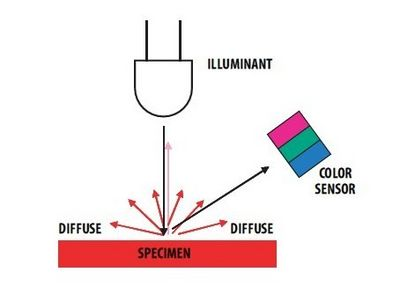 ILLUMINANT
COLOR
SENSOR
DIFFUSE
DIFFUSE
SPECIMEN